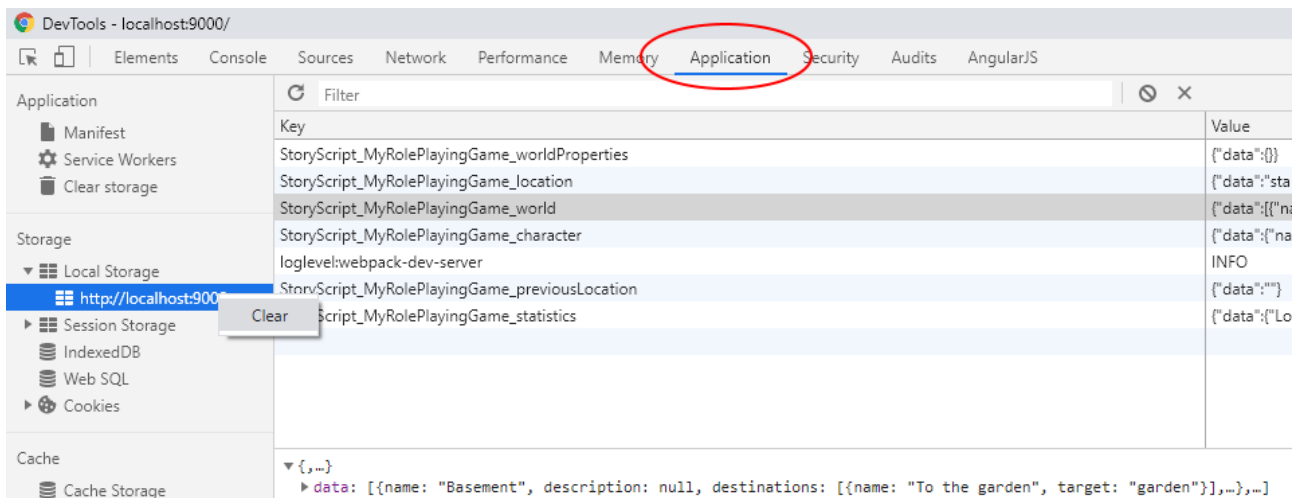 DevTools - localhost:9000/
Elements Console Sources Network Performance Memory Application Security Audits AngularJS
Application
Manifest
Service Workers
Clear storage
Storage
Local Storage
http://localhost:900
Clear
Session Storage
IndexedDB
Web SQL
Cookies
Cache
Cache Storage
Filter
Key Value
StoryScript_MyRolePlayingGame_worldProperties {"data":{}}
StoryScript_MyRolePlayingGame_location {"data":"sta
StoryScript_MyRolePlayingGame_world {"data":[{"na
StoryScript_MyRolePlayingGame_character {"data":{"na
loglevel:webpack-dev-server INFO
StoryScript_MyRolePlayingGame_previousLocation {"data":""}
Script_MyRolePlayingGame_statistics {"data":{"Lo
{,…}
data: [{name: "Basement", description: null, destinations: [{name: "To the garden", target: "garden"}],…},…]